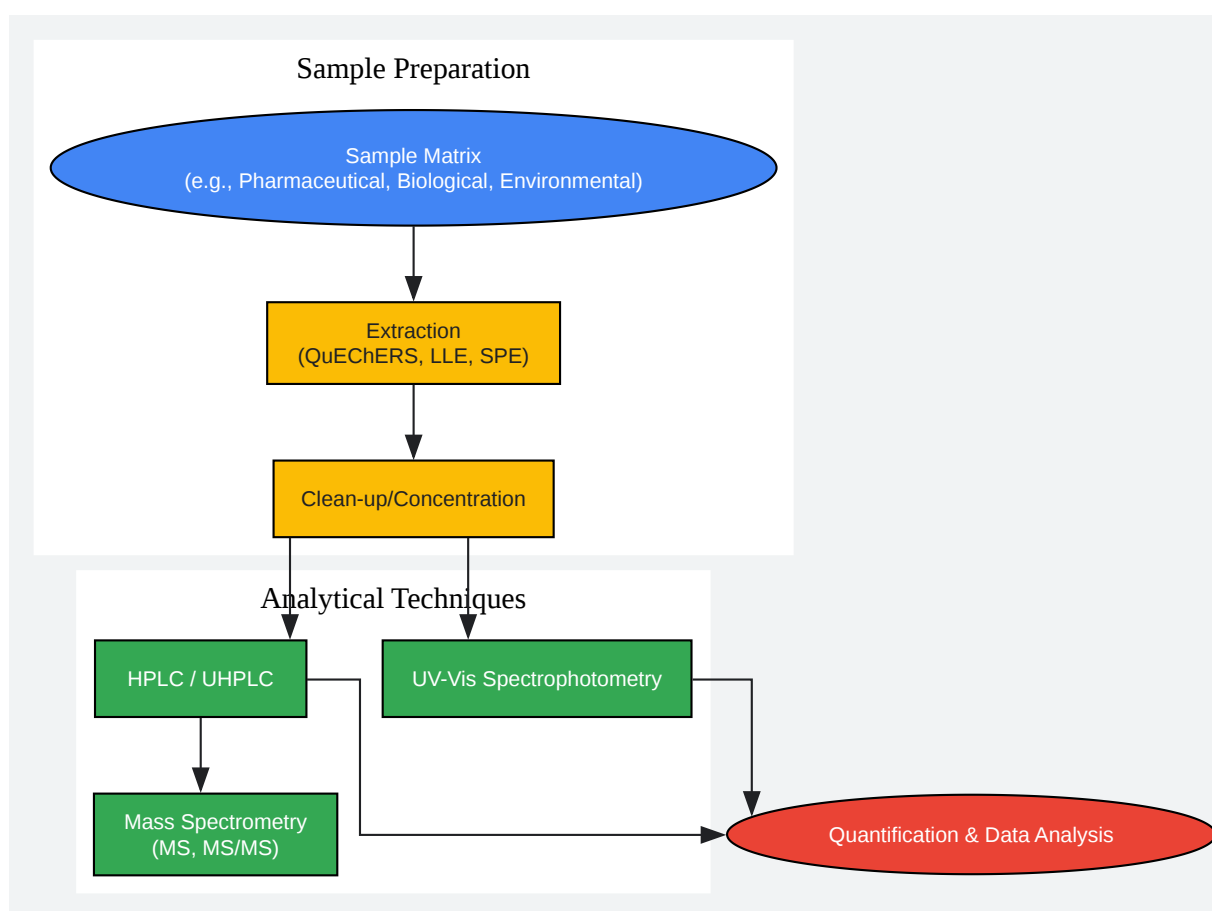 Sample Preparation
Sample Matrix
(e.g., Pharmaceutical, Biological, Environmental)
Extraction
(QuEChERS, LLE, SPE)
Clean-up/Concentration
Analytical Techniques
HPLC / UHPLC
UV-Vis Spectrophotometry
Mass Spectrometry
(MS, MS/MS)
Quantification & Data Analysis